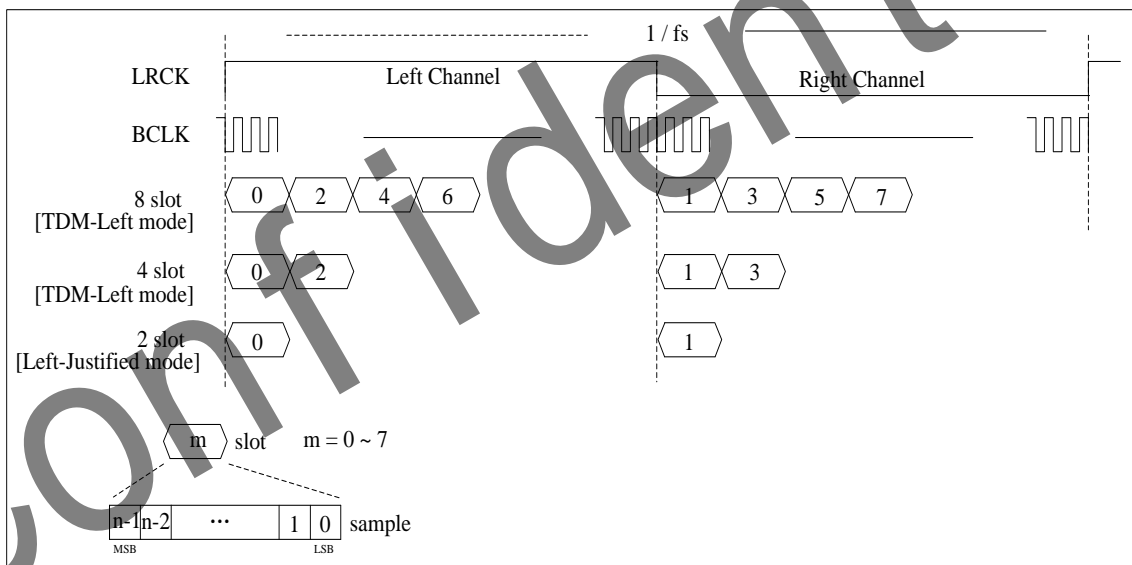 1 / fs
LRCK Left Channel Right Channel
BCLK
8 slot 0 2 4 6 1 3 5 7
[TDM-Left mode]
4 slot 0 2 1 3
[TDM-Left mode]
2 slot 0 1
[Left-Justified mode]
m slot m = 0 ~ 7
n-1 n-2 ... 1 0 sample
MSB LSB
confident